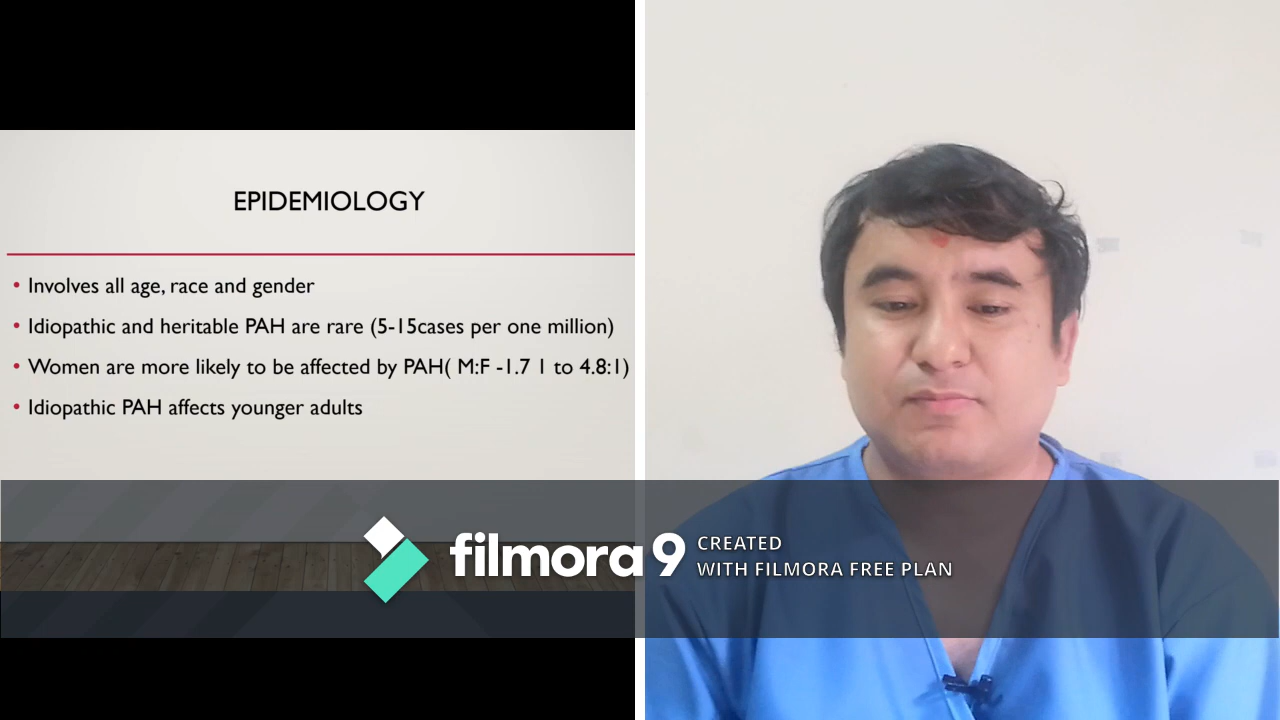 EPIDEMIOLOGY
• Involves all age, race and gender
• Idiopathic and heritable PAH are rare (5-15cases per one million)
• Women are more likely to be affected by PAH( M:F -1.7 1 to 4.8:1)
• Idiopathic PAH affects younger adults
filmora9 CREATED
WITH FILMORA FREE PLAN